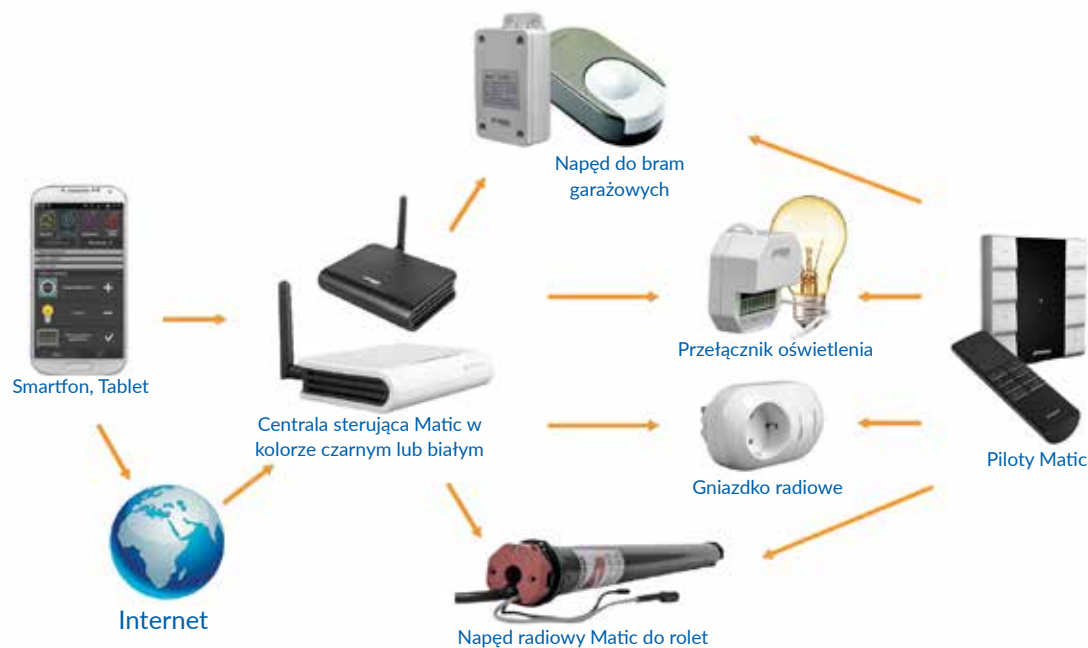 Napęd do bram
garażowych
Smartfon, Tablet
Centrala sterująca Matic w
kolorze czarnym lub białym
Przełącznik oświetlenia
Gniazdko radiowe
Piloty Matic
Internet
Napęd radiowy Matic do rolet